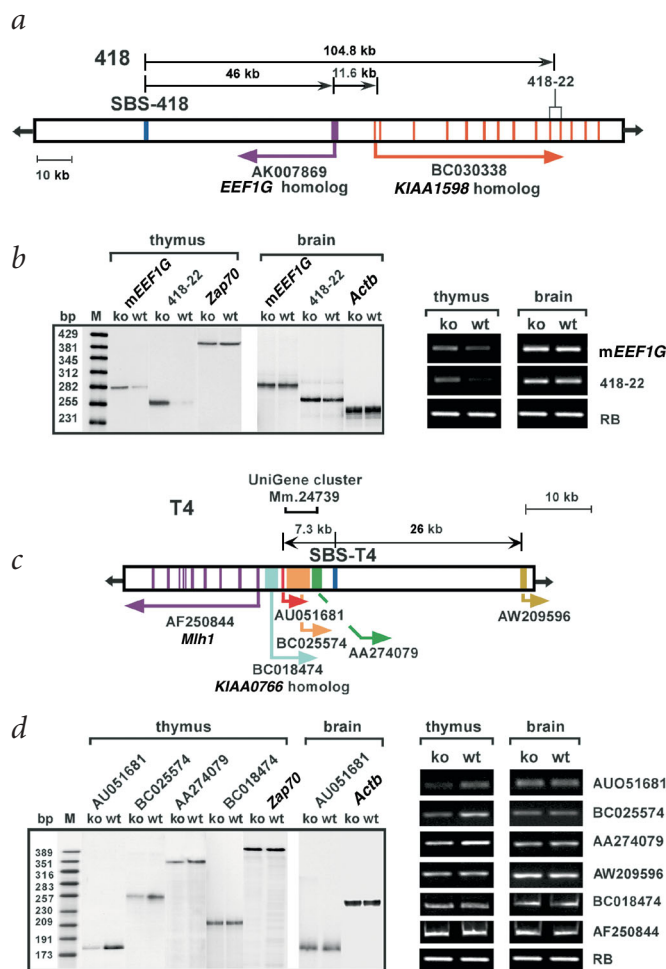 a
104.8 kb
418
46 kb
11.6 kb
418-22
SBS-418
10 kb
AK007869
EEF1G homolog
BC030338
KIAA1598 homolog
b
thymus
brain
mEEF1G
418-22
Zap70
mEEF1G
418-22
Actb
bp M ko wt ko wt ko wt ko wt ko wt ko wt
429
381
345
312
282
255
231
thymus
brain
ko wt ko wt
mEEF1G
418-22
RB
UniGene cluster
Mm.24739
10 kb
T4
7.3 kb
26 kb
c
SBS-T4
AF250844
Mlh1
AU051681
BC025574
AA274079
BC018474
KIAA0766 homolog
AW209596
d
thymus
brain
AU051681
BC025574
AA274079
BC018474
Zap70
AU051681
Actb
bp M ko wt ko wt ko wt ko wt ko wt ko wt ko wt
389
351
316
283
257
230
209
191
173
thymus
brain
ko wt ko wt
AUO51681
BC025574
AA274079
AW209596
BC018474
AF250844
RB